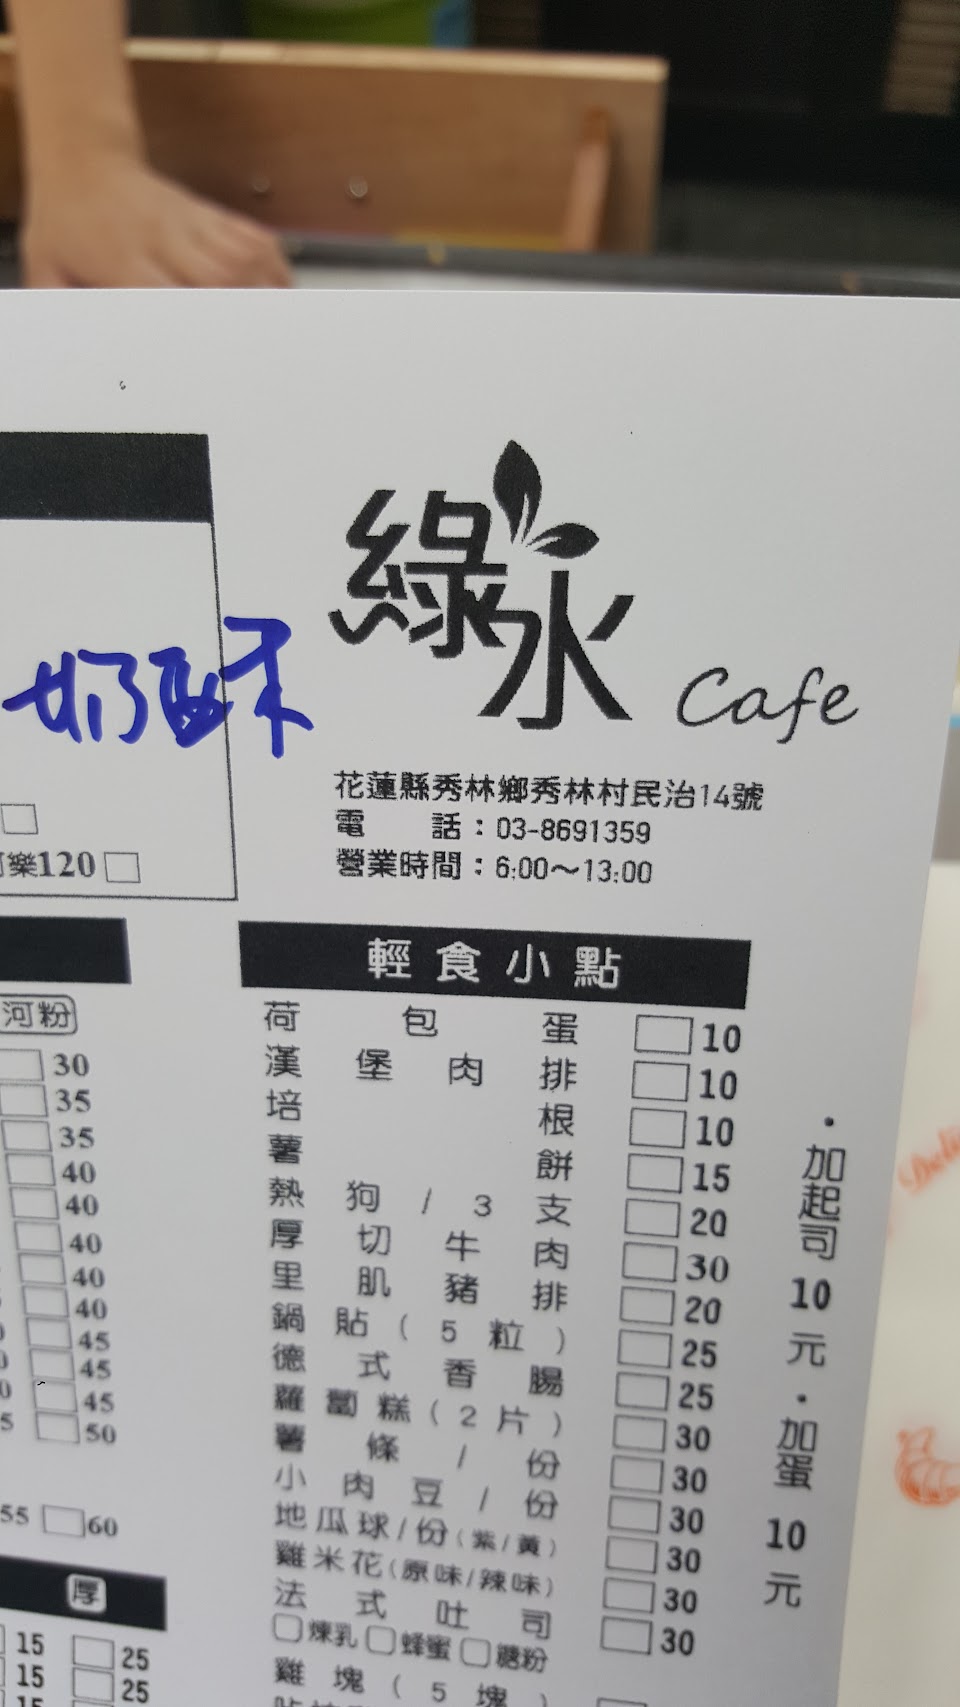 綠水 Cafe
奶酥
花蓮縣秀林鄉秀林村民治14號
電 話：03-8691359
營業時間：6:00～13:00
樂120
輕食小點
荷包蛋 10
漢堡肉排 10
培根 10
薯餅 15
熱狗/3支 20
厚切牛肉 30
里肌豬排 20
鍋貼(5粒) 25
德式香腸 25
蘿蔔糕(2片) 30
薯條/份 30
小肉豆/份 30
地瓜球/份(紫/黃) 30
雞米花(原味/辣味) 30
法式吐司 30
煉乳 蜂蜜 糖粉
雞塊(5塊)
・加起司10元・加蛋10元
河粉
30
35
35
40
40
40
40
40
45
45
45
50
55 60
厚
15 25
15 25
15